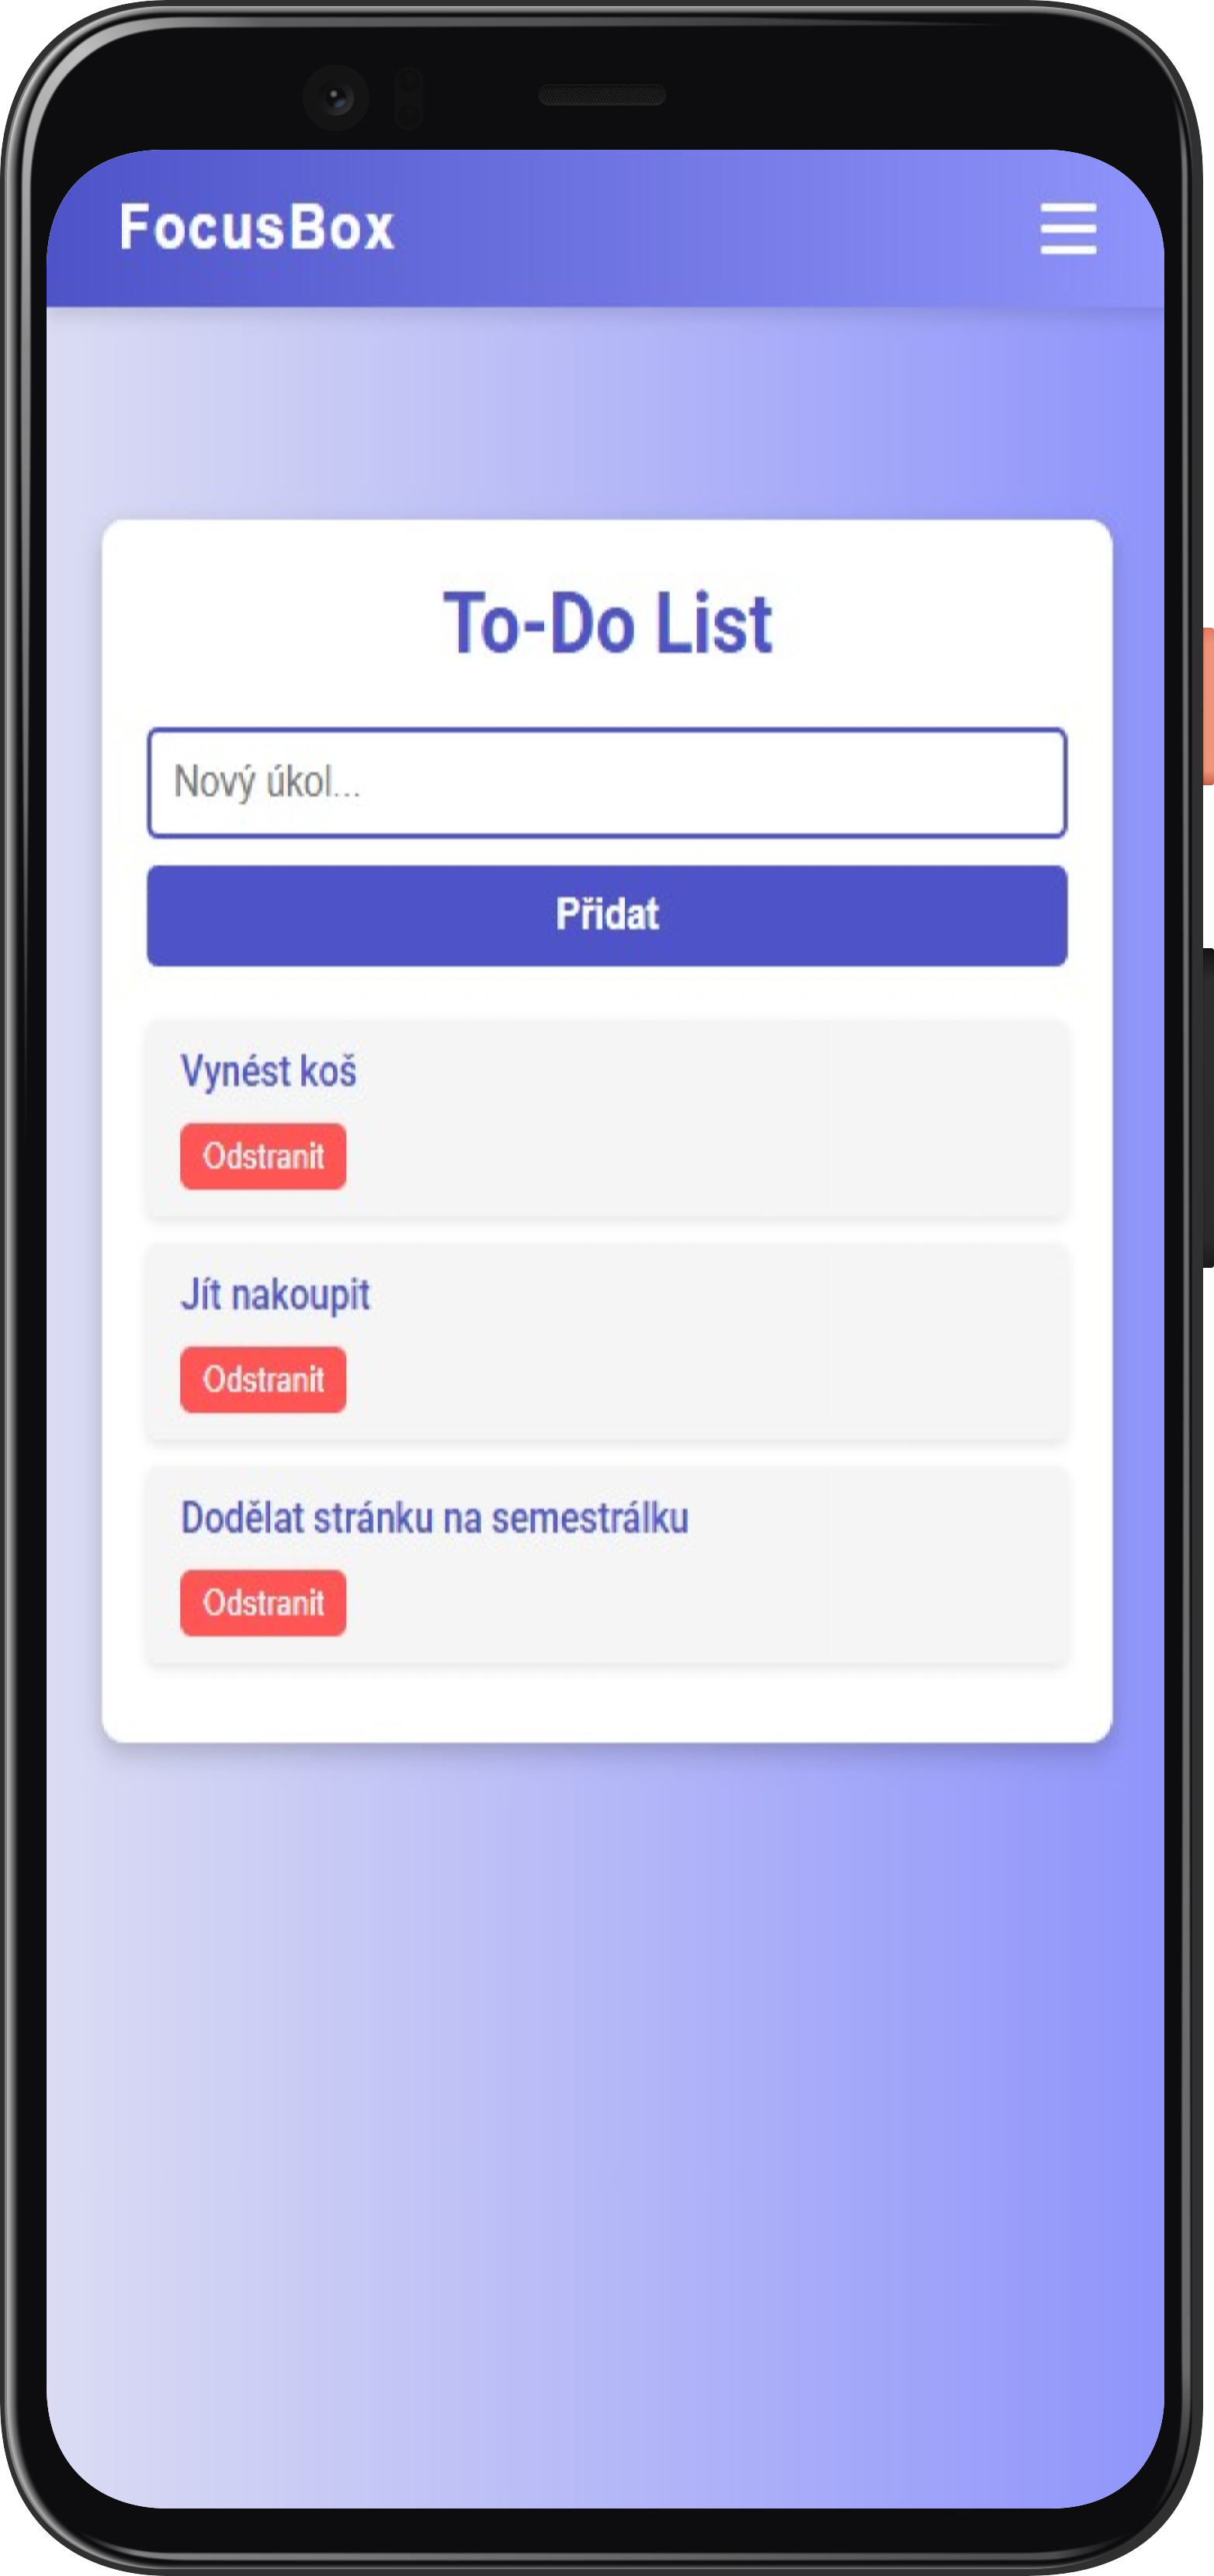 FocusBox
To-Do List
Nový úkol...
Přidat
Vynést koš
Odstranit
Jít nakoupit
Odstranit
Dodělat stránku na semestrálku
Odstranit